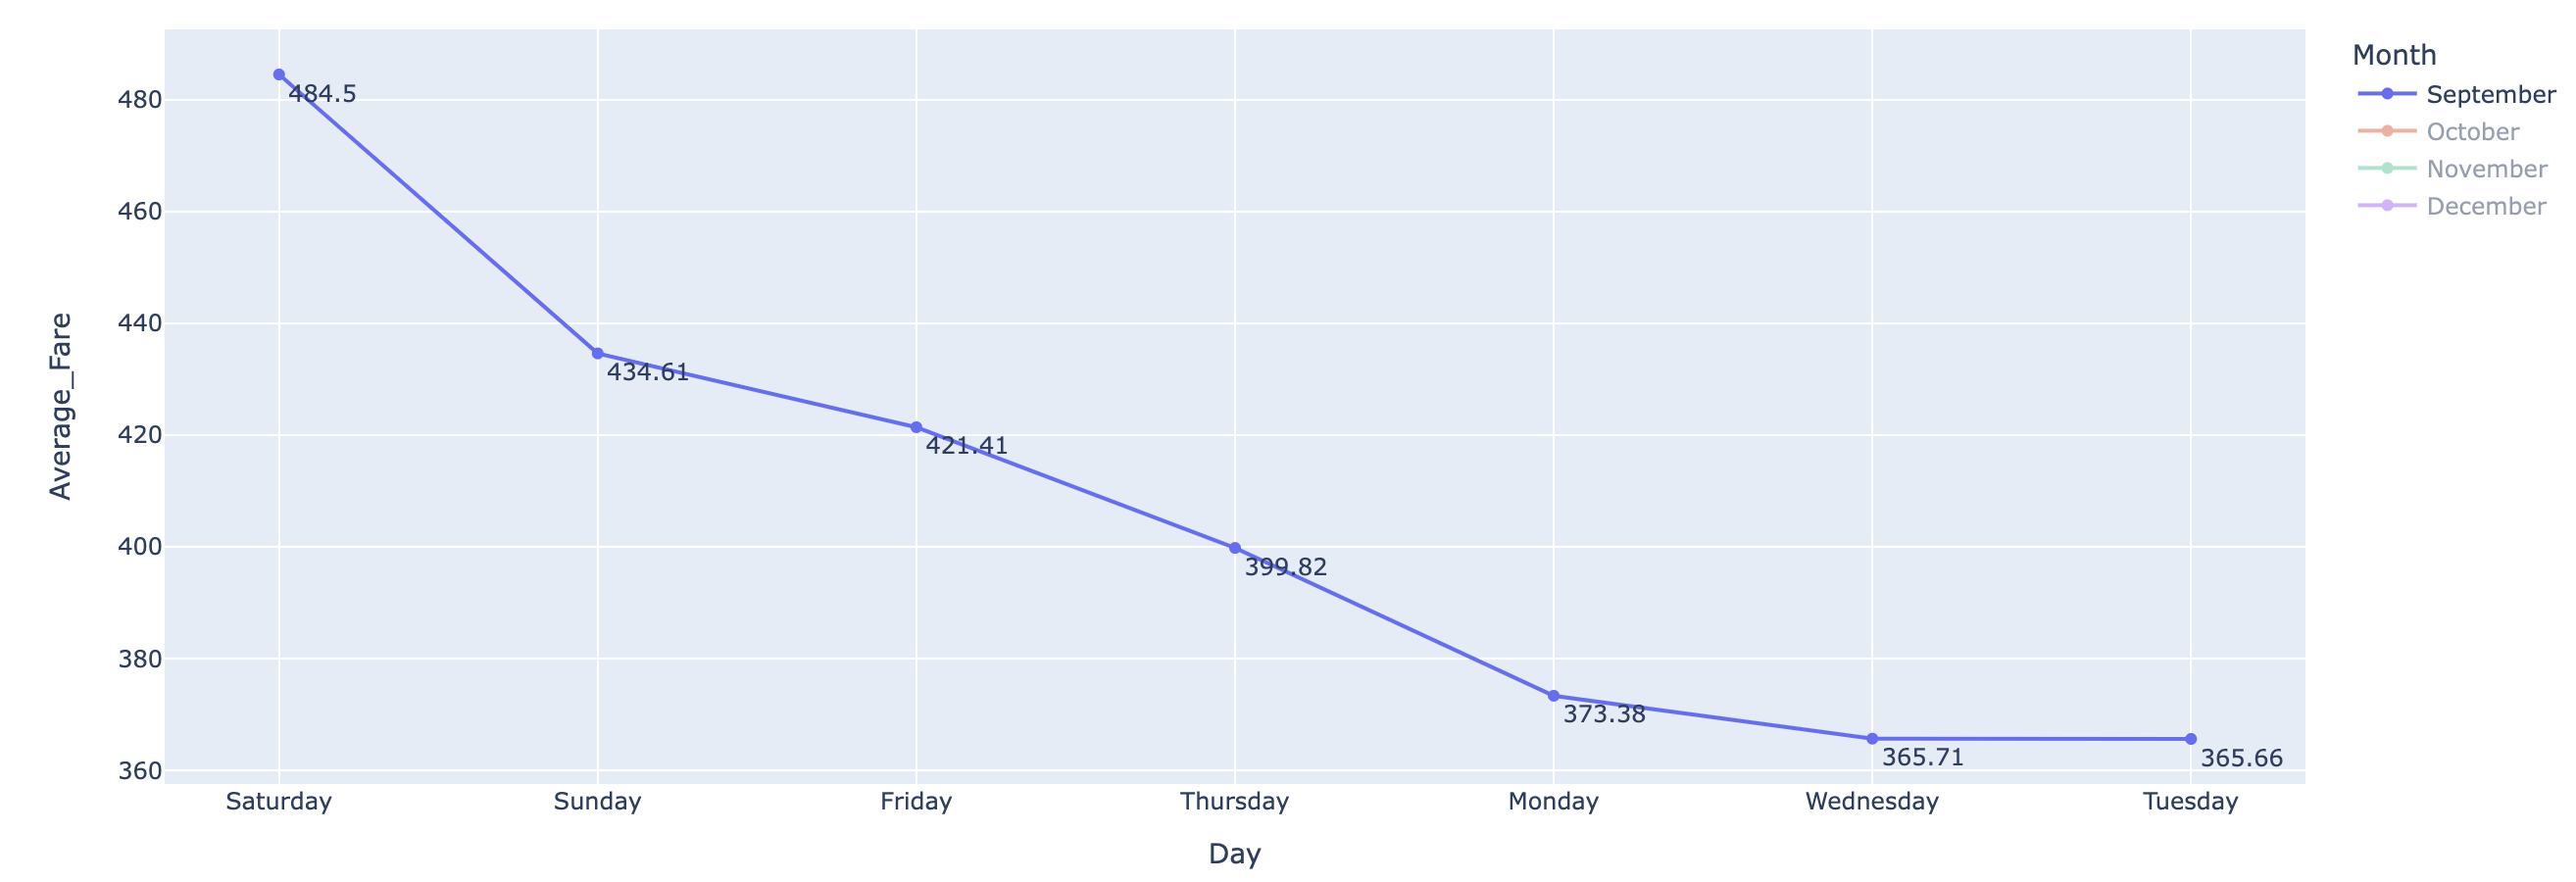 Average_Fare
480
460
440
420
400
380
360
484.5
434.61
421.41
399.82
373.38
365.71
365.66
Saturday
Sunday
Friday
Thursday
Monday
Wednesday
Tuesday
Day
Month
September
October
November
December